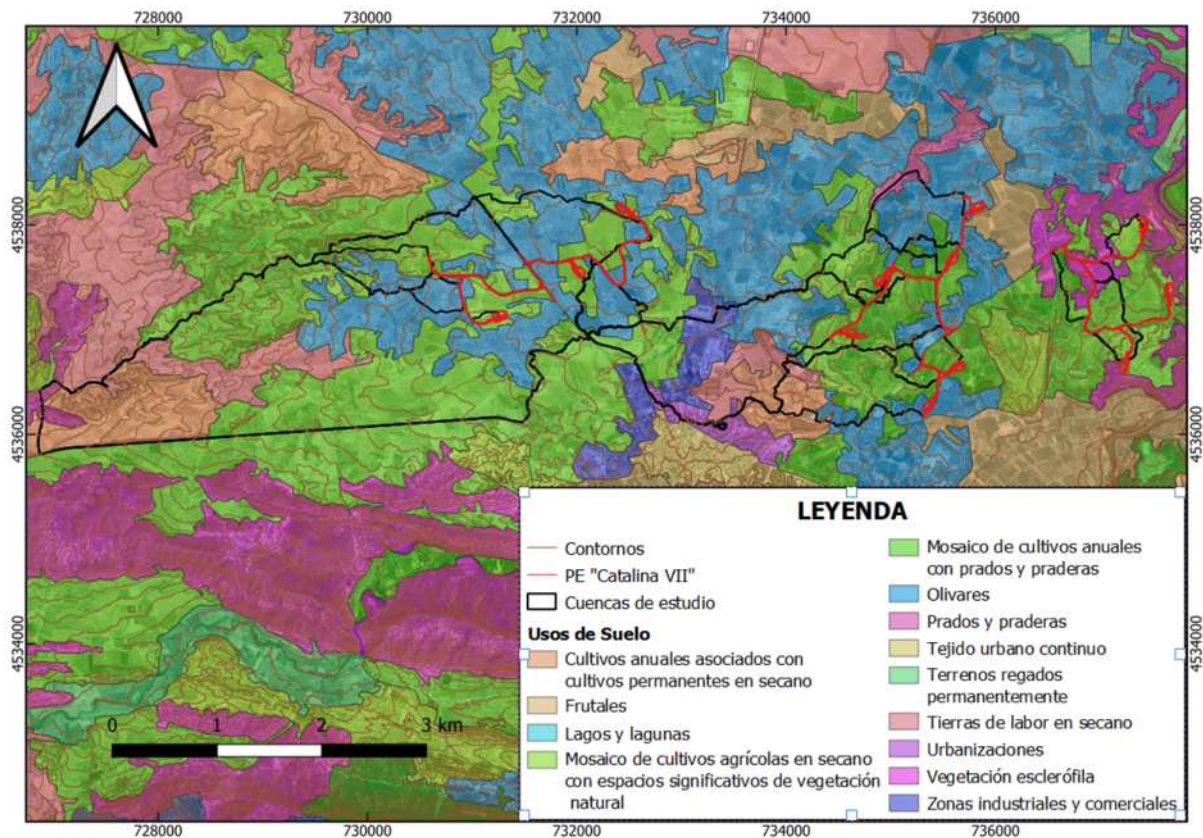 728000 730000 732000 734000 736000
4538000 4538000
4536000 4536000
4534000 4534000
0 1 2 3 km
LEYENDA
Contornos
PE "Catalina VII"
Cuencas de estudio
Usos de Suelo
Cultivos anuales asociados con
cultivos permanentes en secano
Frutales
Lagos y lagunas
Mosaico de cultivos agrícolas en secano
con espacios significativos de vegetación
natural
Mosaico de cultivos anuales
con prados y praderas
Olivares
Prados y praderas
Tejido urbano continuo
Terrenos regados
permanentemente
Tierras de labor en secano
Urbanizaciones
Vegetación esclerófila
Zonas industriales y comerciales
728000 730000 732000 734000 736000